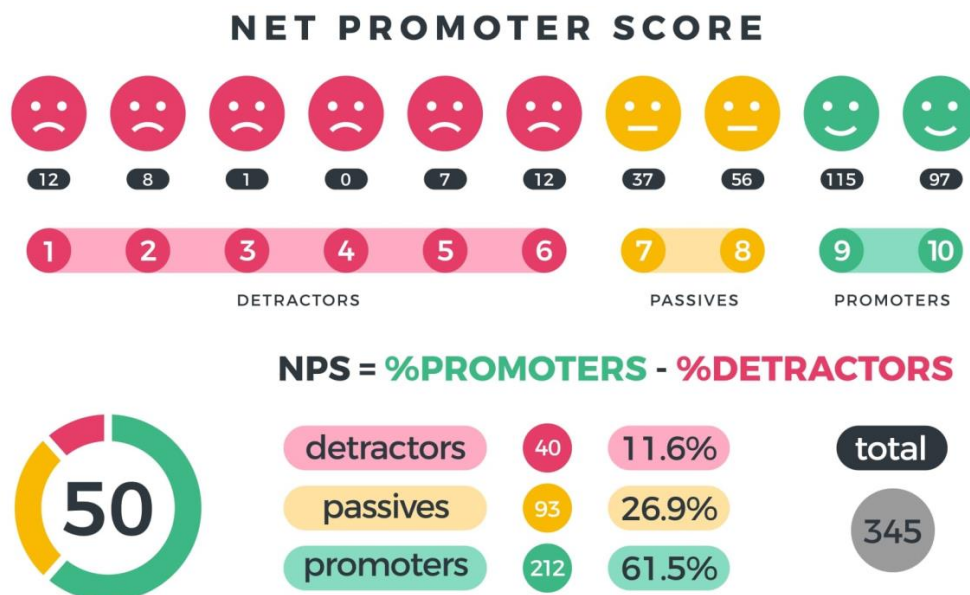 NET PROMOTER SCORE
12 8 1 0 7 12 37 56 115 97
1 2 3 4 5 6 7 8 9 10
DETRACTORS PASSIVES PROMOTERS
NPS = %PROMOTERS - %DETRACTORS
50
detractors 40 11.6%
passives 93 26.9%
promoters 212 61.5%
total
345